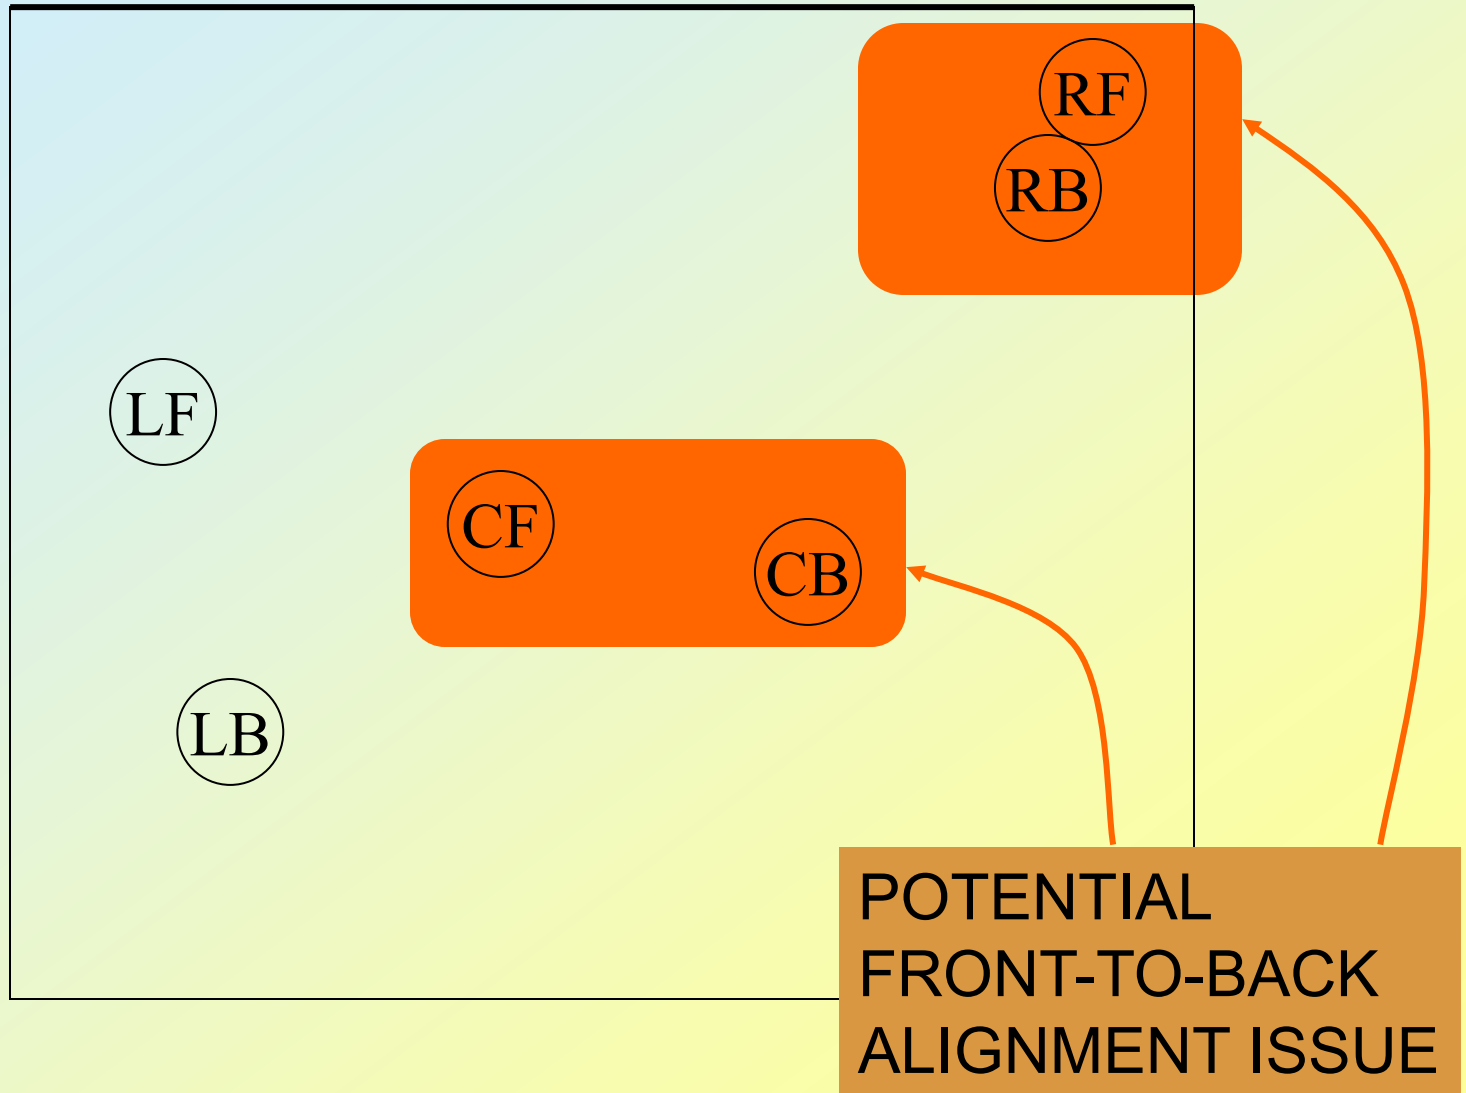 RF
RB
LF
CF
CB
LB
POTENTIAL
FRONT-TO-BACK
ALIGNMENT ISSUE